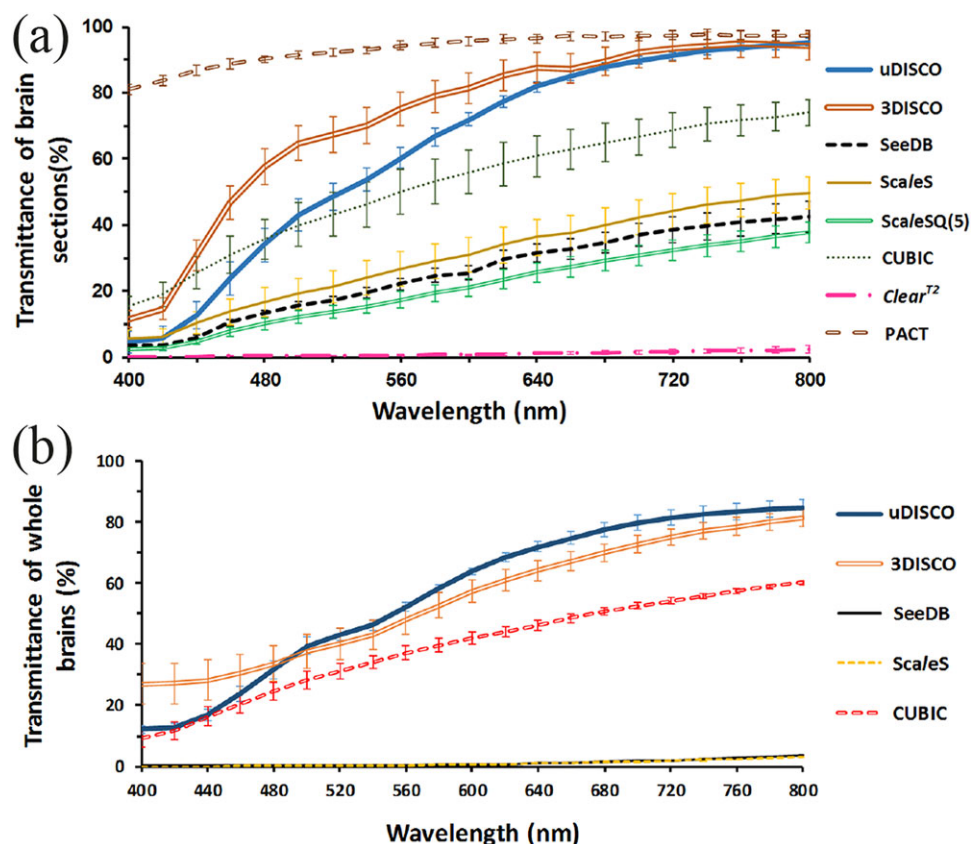 (a)
Transmittance of brain
sections(%)
100
80
60
40
20
0
400
480
560
640
720
800
Wavelength (nm)
uDISCO
3DISCO
SeeDB
ScaleS
ScaleSQ(5)
CUBIC
Clear^T2
PACT
(b)
Transmittance of whole
brains (%)
100
80
60
40
20
0
400
440
480
520
560
600
640
680
720
760
800
Wavelength (nm)
uDISCO
3DISCO
SeeDB
ScaleS
CUBIC